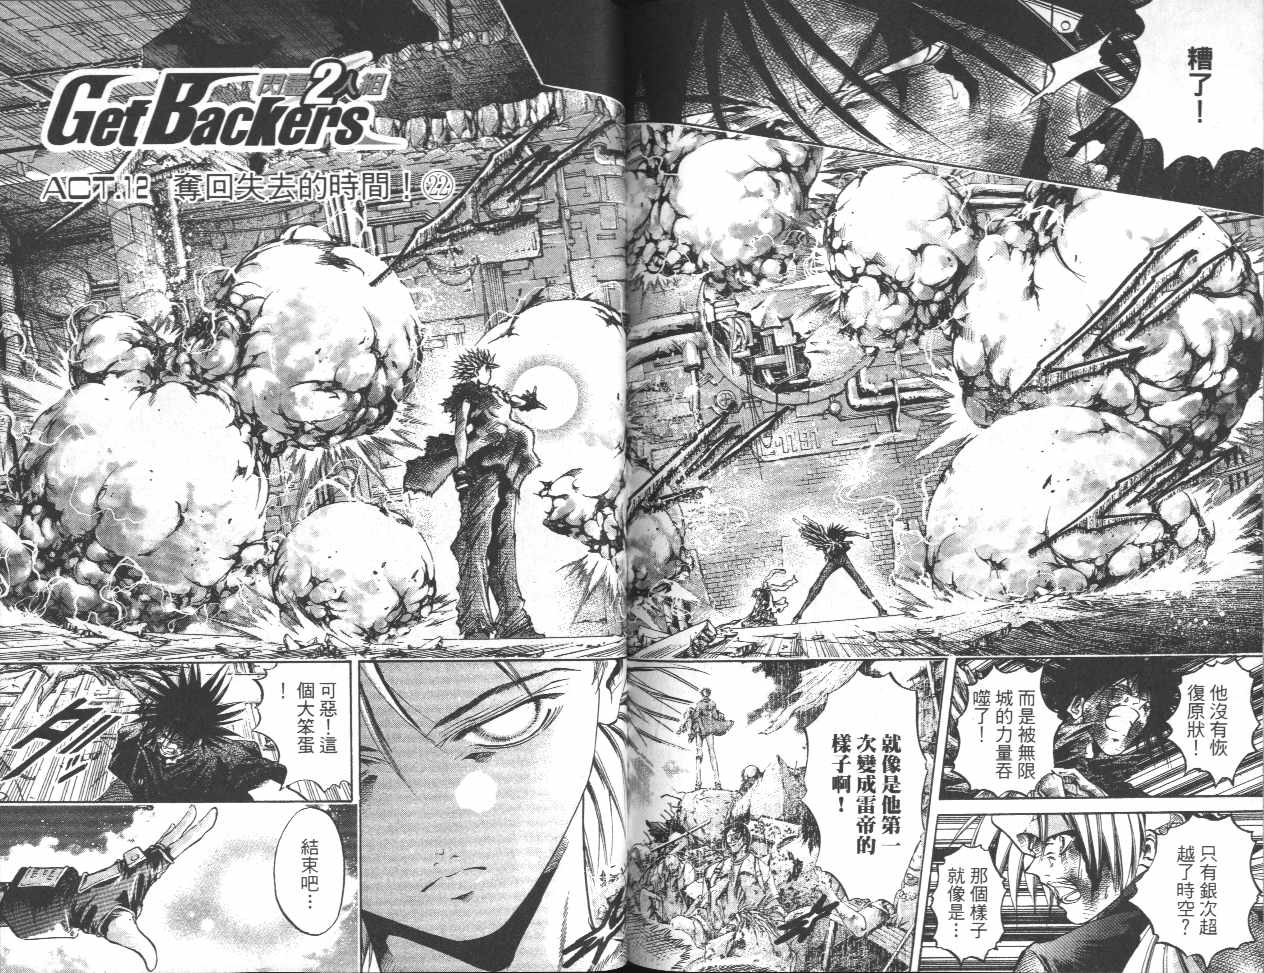 糟了！
Get Backers
閃靈2人組
ACT.12 奪回失去的時間！㉒
他沒有恢
復原狀！
而是被無限
城的力量吞
噬了！
只有銀次超
越了時空？
那個樣子
就像是…
就像是他第一
次變成雷帝的
樣子啊！
可惡！這
個大笨蛋
！
結束吧…